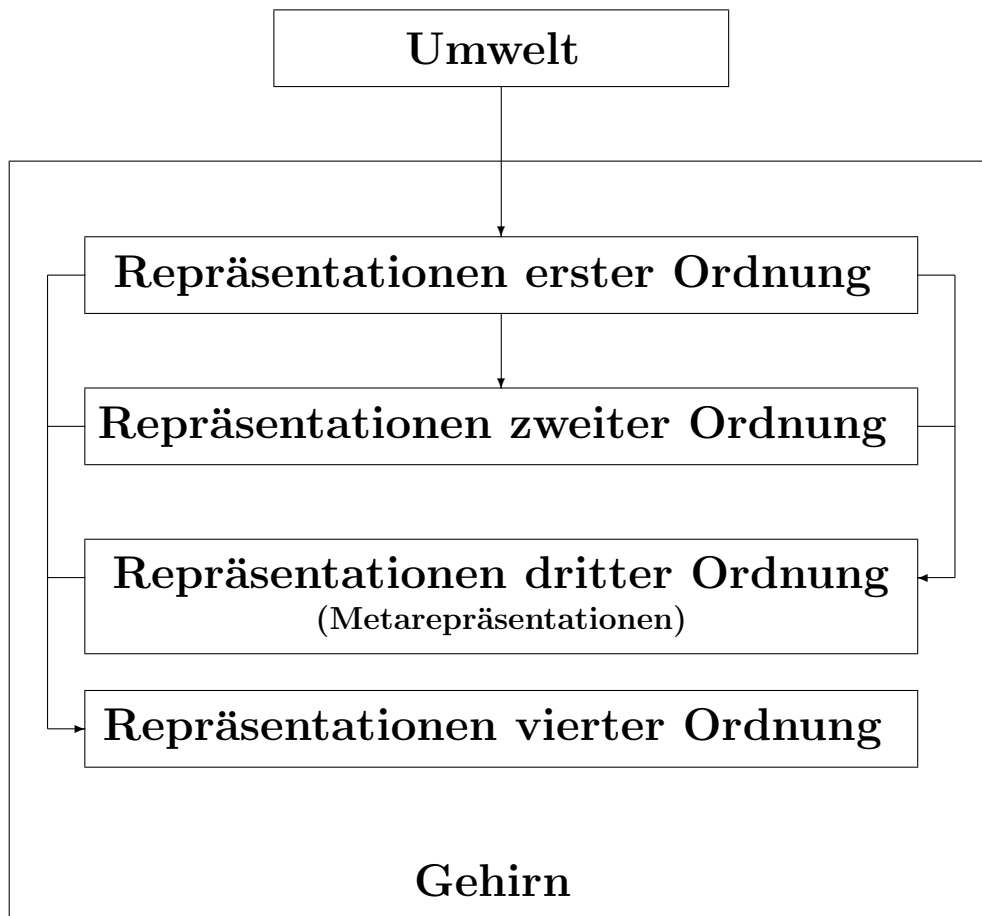 Umwelt
Repräsentationen erster Ordnung
Repräsentationen zweiter Ordnung
Repräsentationen dritter Ordnung
(Metarepräsentationen)
Repräsentationen vierter Ordnung
Gehirn